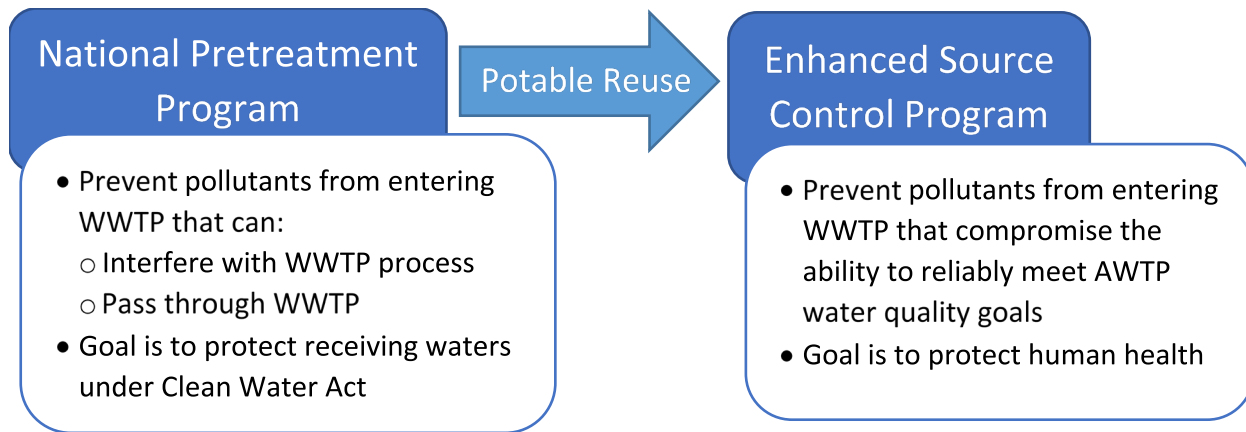 National Pretreatment
Program
• Prevent pollutants from entering
WWTP that can:
○ Interfere with WWTP process
○ Pass through WWTP
• Goal is to protect receiving waters
under Clean Water Act
Potable Reuse
Enhanced Source
Control Program
• Prevent pollutants from entering
WWTP that compromise the
ability to reliably meet AWTP
water quality goals
• Goal is to protect human health